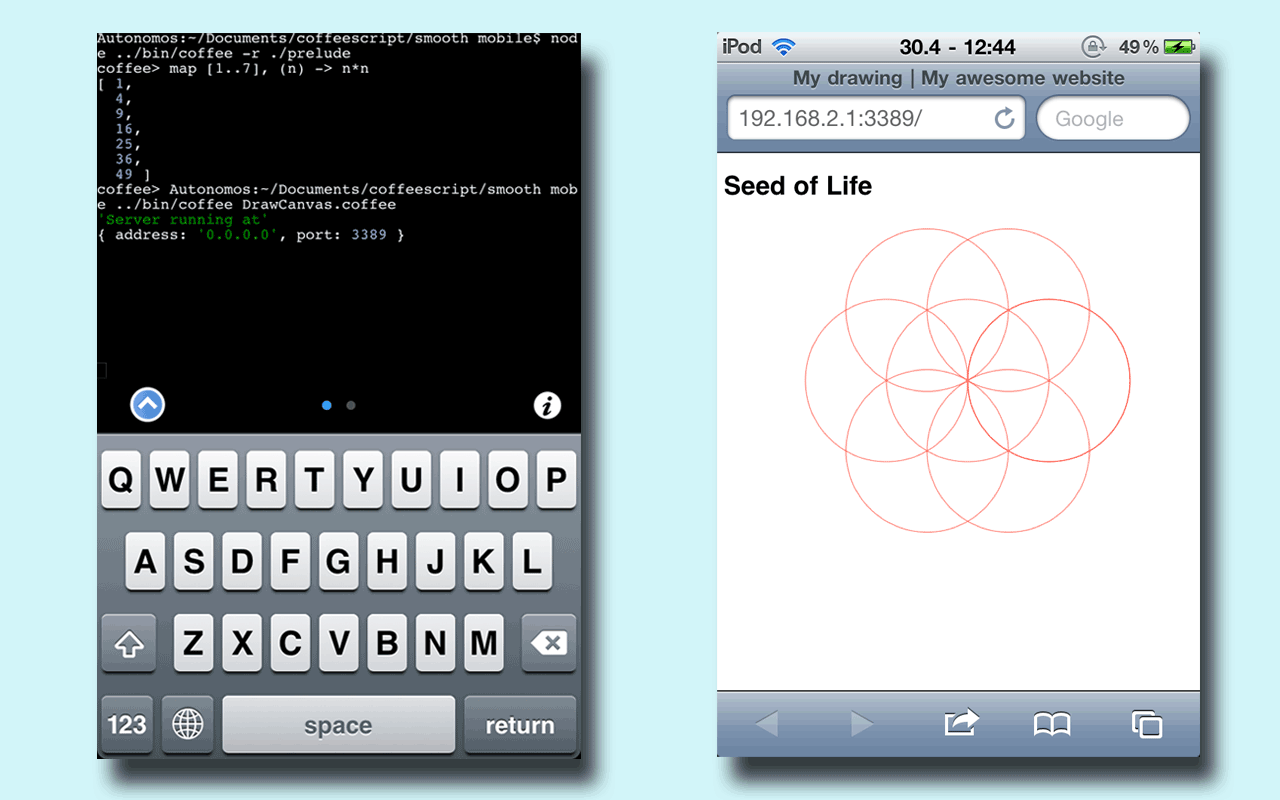 Autonomos:~/Documents/coffeescript/smooth mobile$ nod
e ../bin/coffee -r ./prelude
coffee> map [1..7], (n) -> n*n
[ 1,
4,
9,
16,
25,
36,
49 ]
coffee> Autonomos:~/Documents/coffeescript/smooth mob
e ../bin/coffee DrawCanvas.coffee
'Server running at'
{ address: '0.0.0.0', port: 3389 }
i
Q W E R T Y U I O P
A S D F G H J K L
Z X C V B N M
123 space return
iPod 30.4 - 12:44 49%
My drawing | My awesome website
192.168.2.1:3389/ Google
Seed of Life